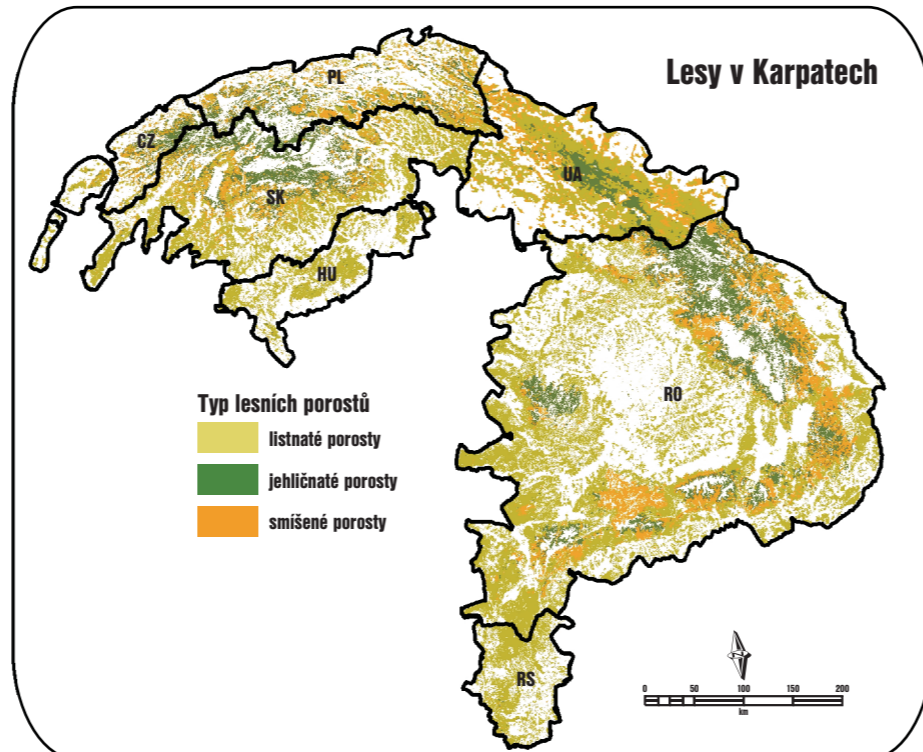 Lesy v Karpatech
PL
CZ
UA
SK
HU
RO
RS
Typ lesních porostů
listnaté porosty
jehličnaté porosty
smíšené porosty
0 50 100 150 200
km